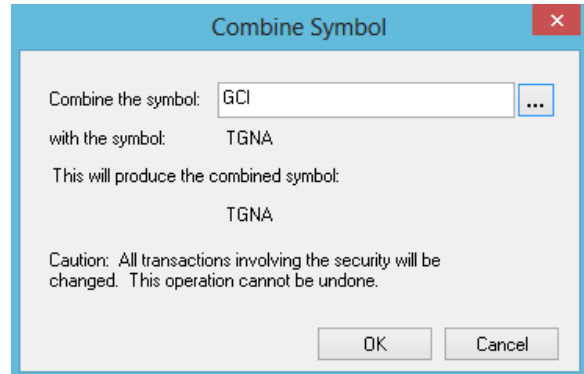 Combine Symbol
Combine the symbol: GCI ...
with the symbol: TGNA
This will produce the combined symbol:
TGNA
Caution: All transactions involving the security will be
changed. This operation cannot be undone.
OK Cancel